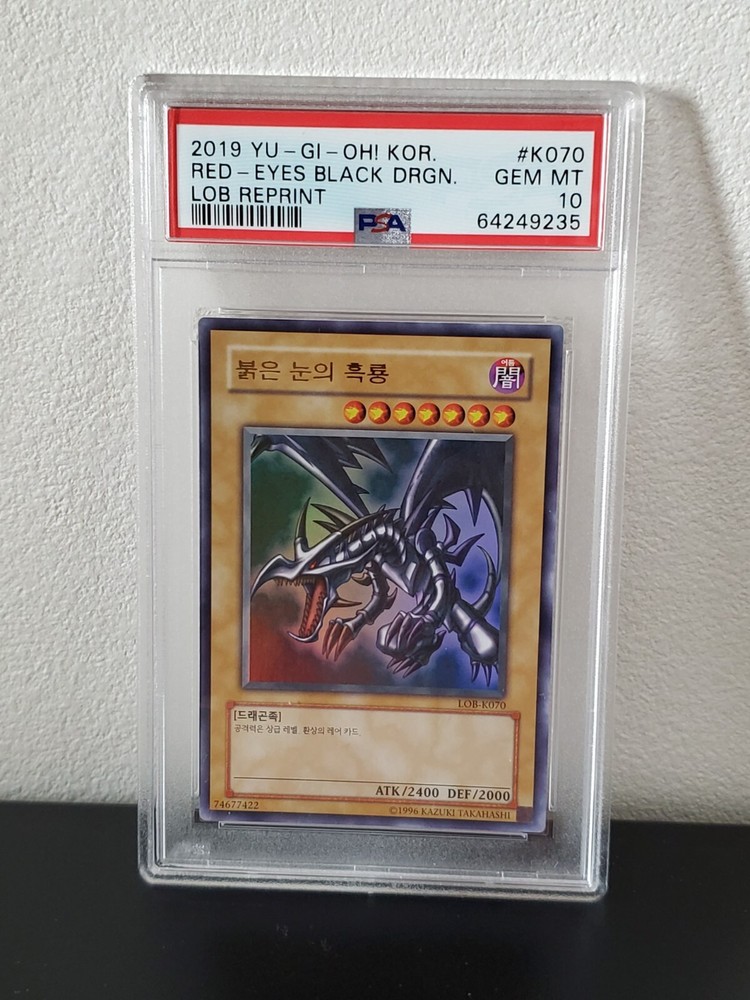 2019 YU-GI-OH! KOR. #K070
RED-EYES BLACK DRGN. GEM MT
LOB REPRINT 10
PSA 64249235
붉은 눈의 흑룡
어둠
闇
LOB-K070
[드래곤족]
공격력은 상급 레벨. 환상의 레어 카드.
ATK/2400 DEF/2000
74677422 ©1996 KAZUKI TAKAHASHI